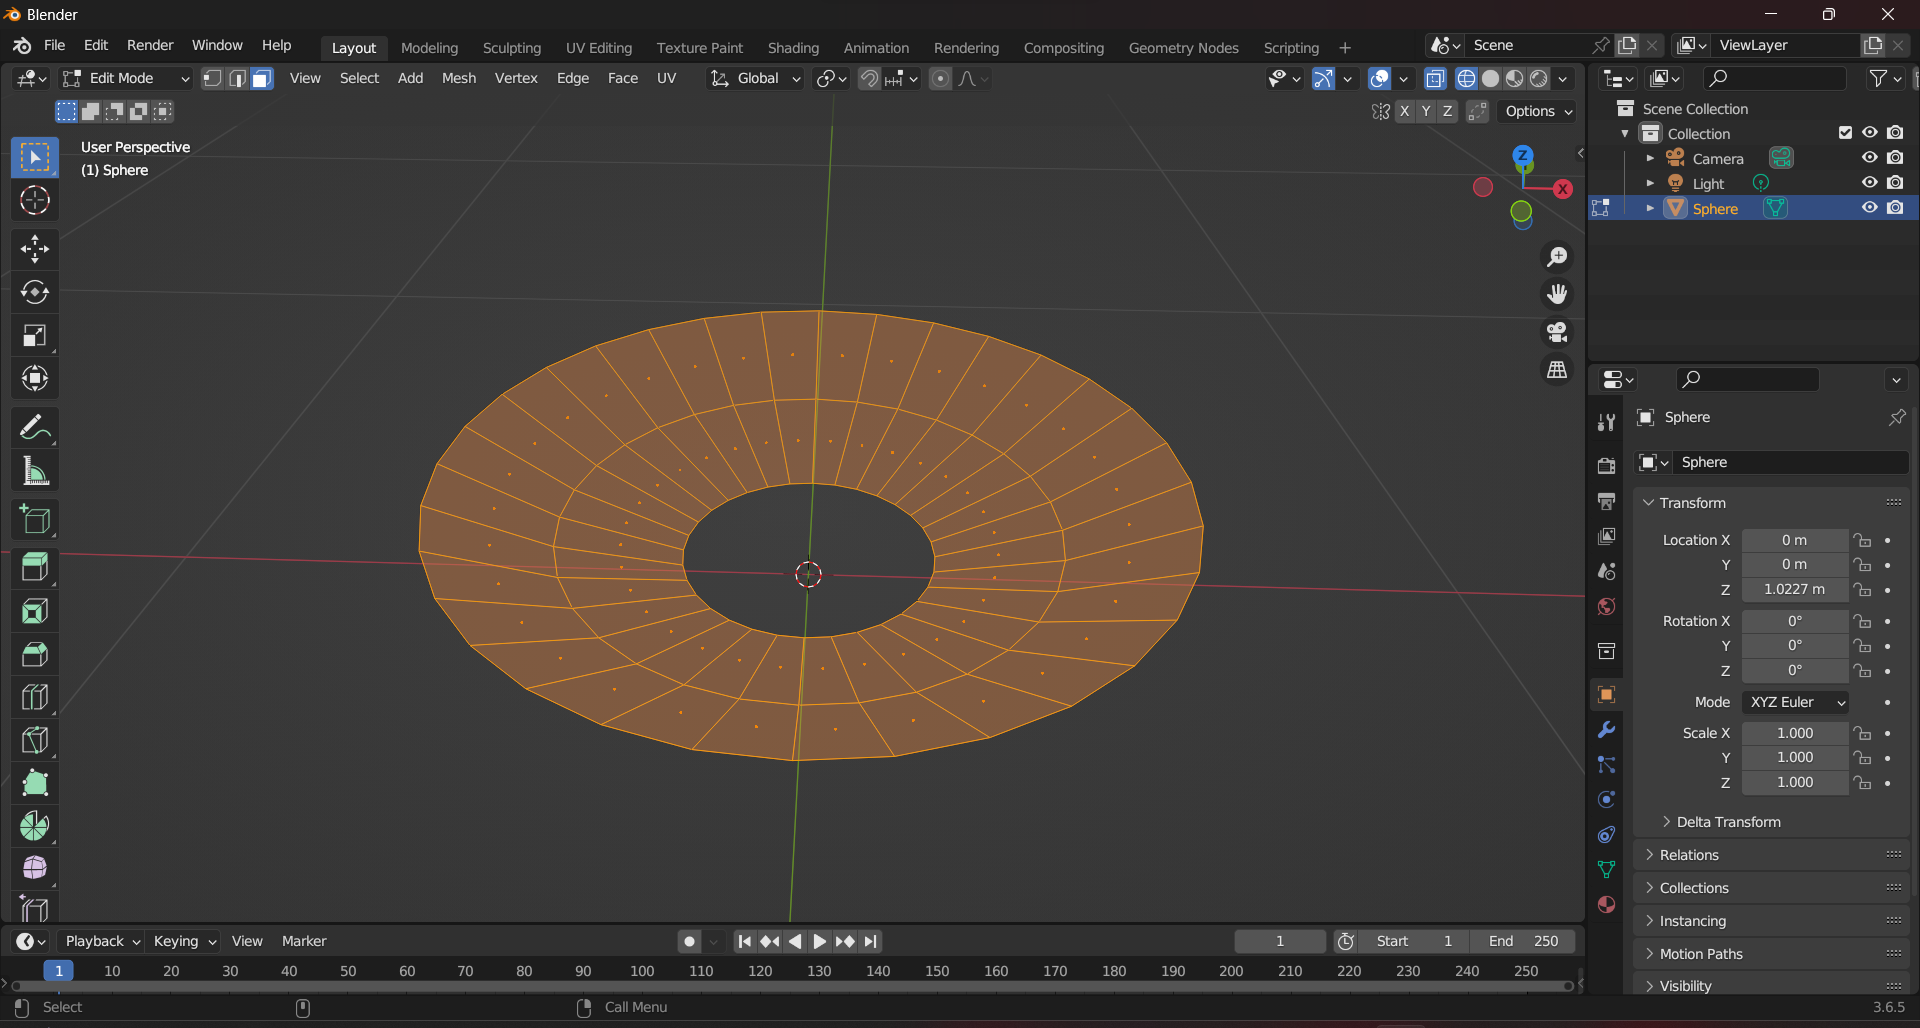 Blender
File Edit Render Window Help Layout Modeling Sculpting UV Editing Texture Paint Shading Animation Rendering Compositing Geometry Nodes Scripting + Scene ViewLayer
Edit Mode View Select Add Mesh Vertex Edge Face UV Global
X Y Z Options
User Perspective
(1) Sphere
Z
X
Scene Collection
Collection
Camera
Light
Sphere
Sphere
Sphere
Transform
Location X 0 m
Y 0 m
Z 1.0227 m
Rotation X 0°
Y 0°
Z 0°
Mode XYZ Euler
Scale X 1.000
Y 1.000
Z 1.000
Delta Transform
Relations
Collections
Instancing
Motion Paths
Visibility
Playback Keying View Marker 1 Start 1 End 250
1 10 20 30 40 50 60 70 80 90 100 110 120 130 140 150 160 170 180 190 200 210 220 230 240 250
Select Call Menu 3.6.5